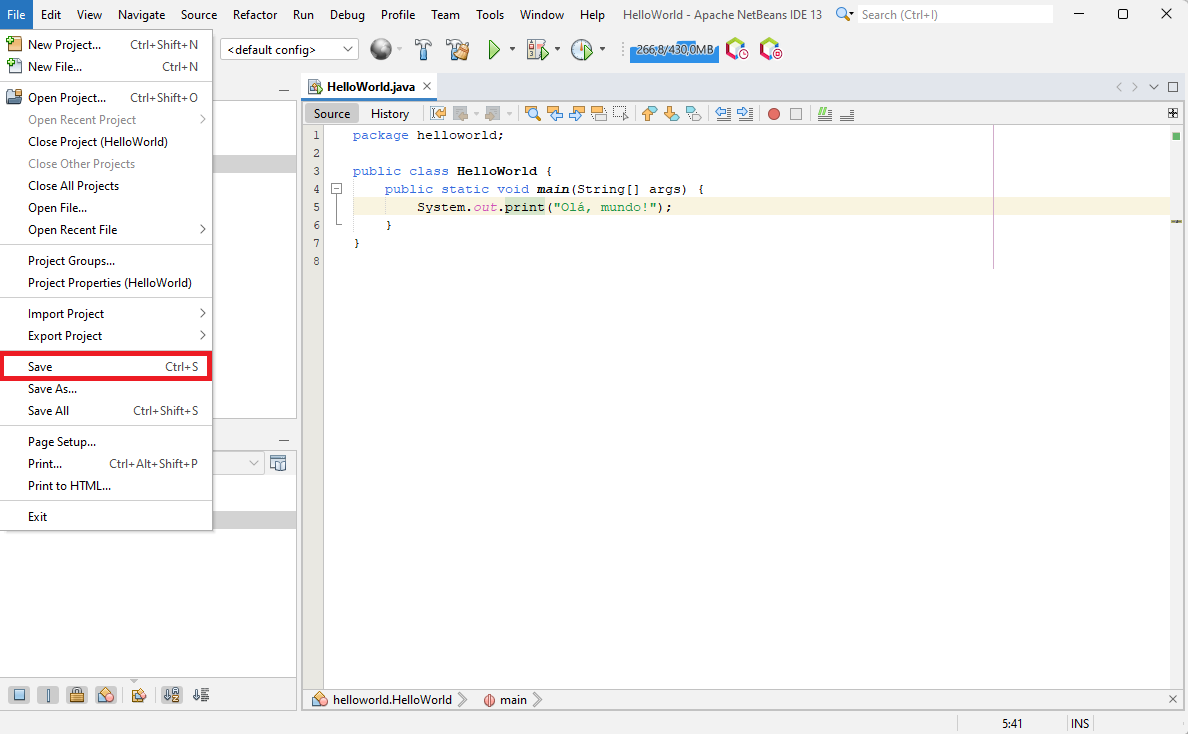 File Edit View Navigate Source Refactor Run Debug Profile Team Tools Window Help HelloWorld - Apache NetBeans IDE 13 Search (Ctrl+I)
New Project... Ctrl+Shift+N
New File... Ctrl+N
Open Project... Ctrl+Shift+O
Open Recent Project
Close Project (HelloWorld)
Close Other Projects
Close All Projects
Open File...
Open Recent File
Project Groups...
Project Properties (HelloWorld)
Import Project
Export Project
Save Ctrl+S
Save As...
Save All Ctrl+Shift+S
Page Setup...
Print... Ctrl+Alt+Shift+P
Print to HTML...
Exit
<default config>
266,8/430,0MB
HelloWorld.java
Source History
1 package helloworld;
2
3 public class HelloWorld {
4 public static void main(String[] args) {
5 System.out.print("Olá, mundo!");
6 }
7 }
8
helloworld.HelloWorld main
5:41 INS